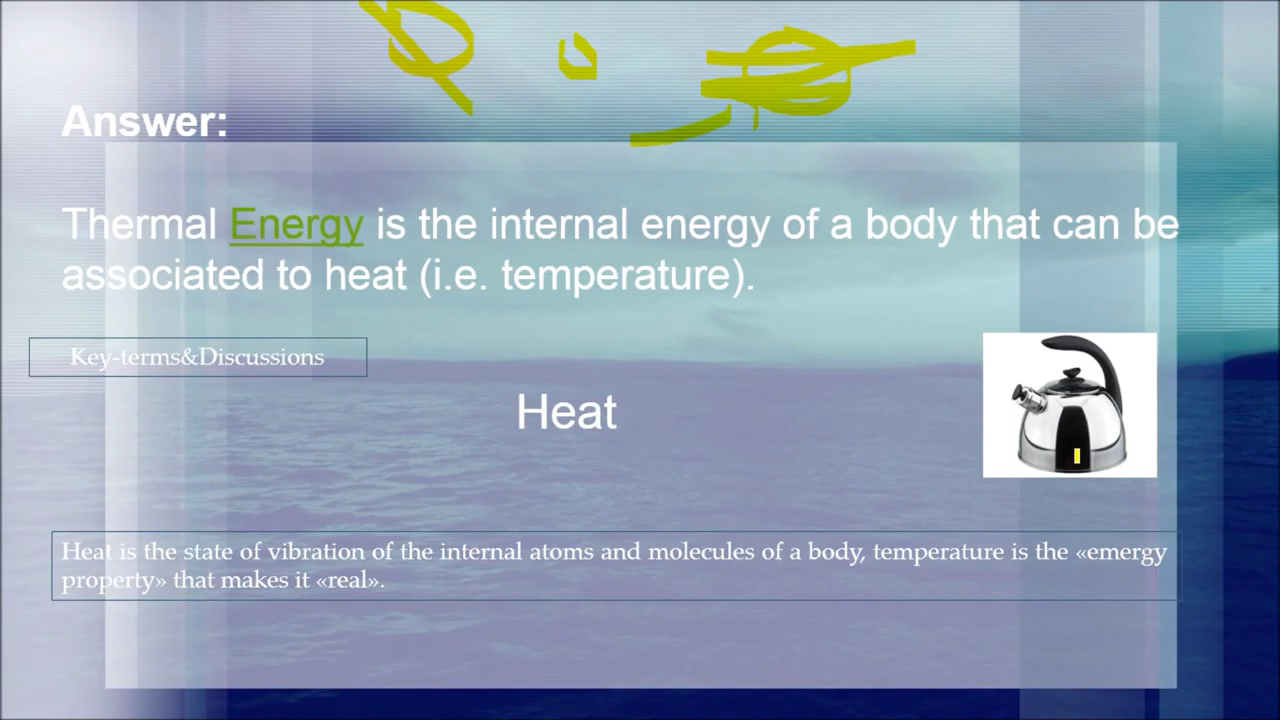 Answer:
Thermal Energy is the internal energy of a body that can be
associated to heat (i.e. temperature).
Key-terms&Discussions
Heat
Heat is the state of vibration of the internal atoms and molecules of a body, temperature is the «emergy
property» that makes it «real».